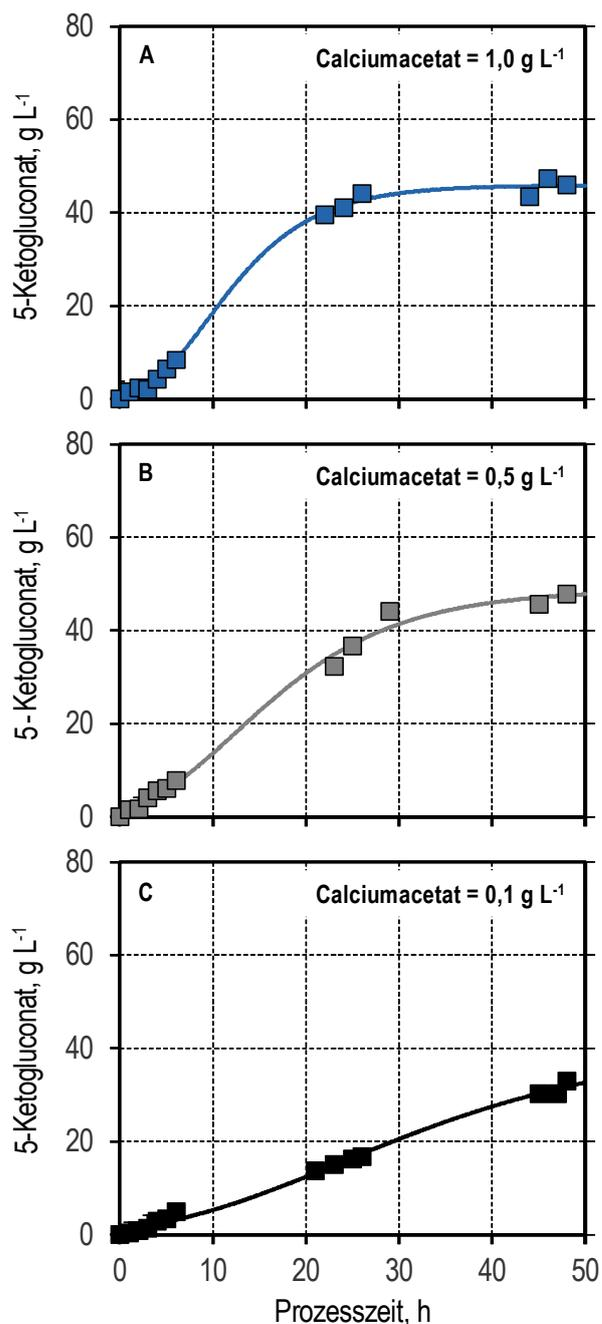 80
A
Calciumacetat = 1,0 g L⁻¹
60
40
20
0
5-Ketogluconat, g L⁻¹
80
B
Calciumacetat = 0,5 g L⁻¹
60
40
20
0
5-Ketogluconat, g L⁻¹
80
C
Calciumacetat = 0,1 g L⁻¹
60
40
20
0
5-Ketogluconat, g L⁻¹
0 10 20 30 40 50
Prozesszeit, h